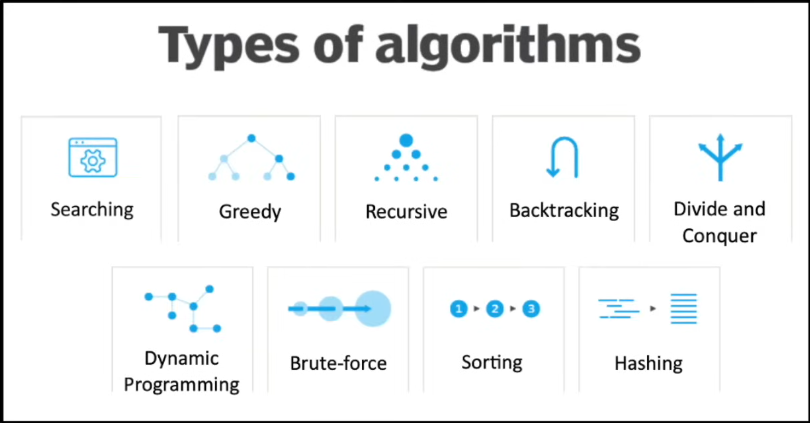 Types of algorithms
Searching
Greedy
Recursive
Backtracking
Divide and
Conquer
Dynamic
Programming
Brute-force
1 2 3
Sorting
Hashing